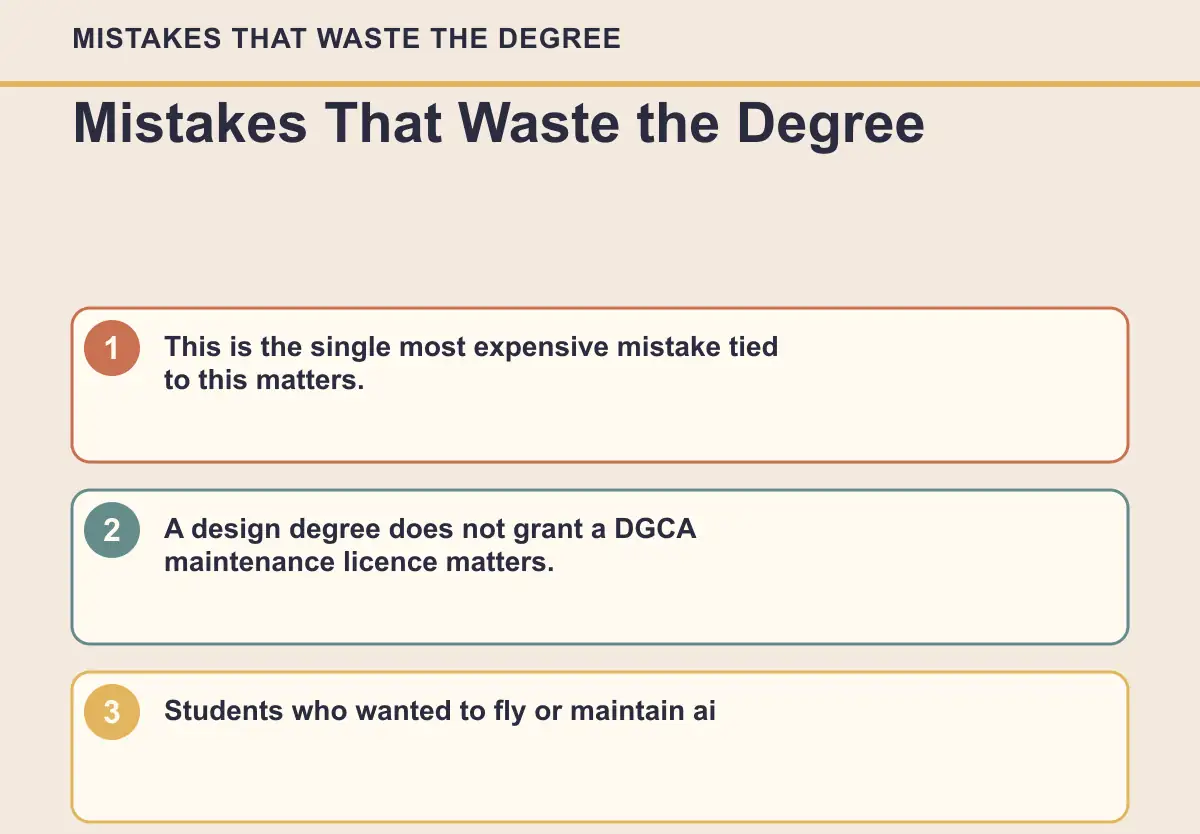 MISTAKES THAT WASTE THE DEGREE
Mistakes That Waste the Degree
1
This is the single most expensive mistake tied
to this matters.
2
A design degree does not grant a DGCA
maintenance licence matters.
3
Students who wanted to fly or maintain ai